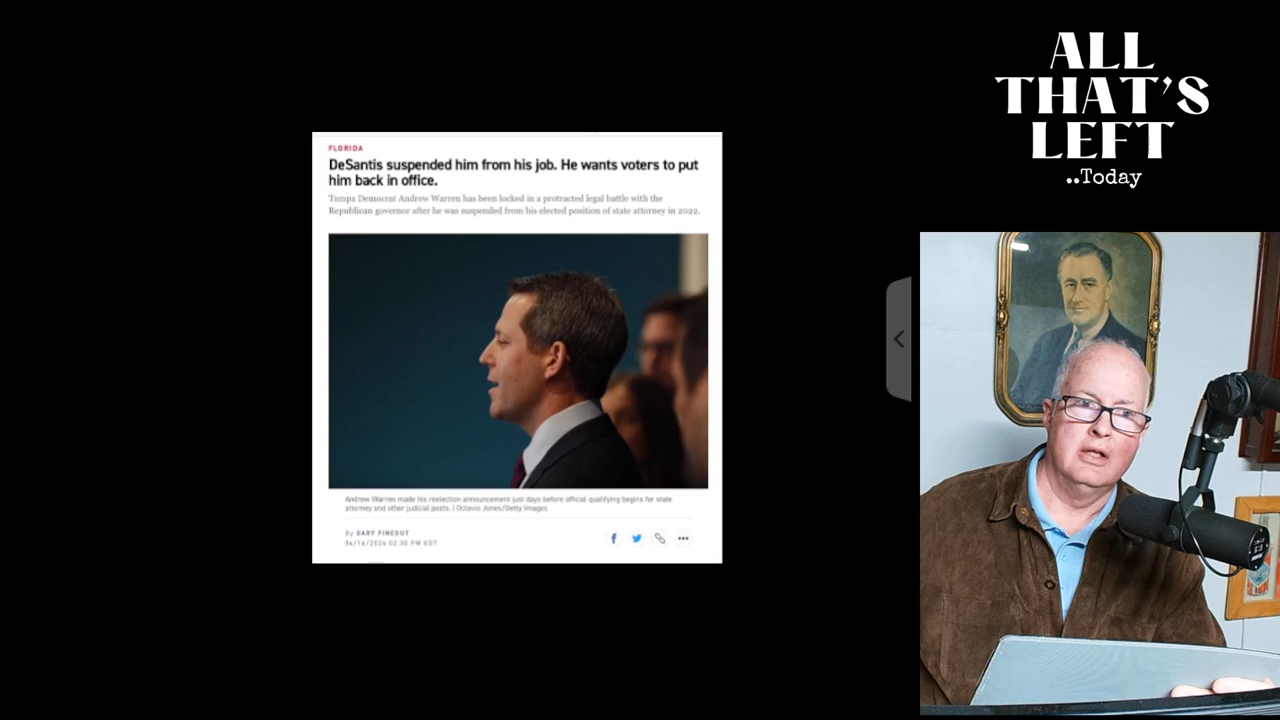 FLORIDA
DeSantis suspended him from his job. He wants voters to put
him back in office.
Tampa Democrat Andrew Warren has been locked in a protracted legal battle with the
Republican governor after he was suspended from his elected position of state attorney in 2022.
Andrew Warren made his reelection announcement just days before official qualifying begins for state
attorney and other judicial posts. | Octavio Jones/Getty Images
By GARY FINEOUT
04/16/2024 02:30 PM EDT
ALL
THAT'S
LEFT
..Today